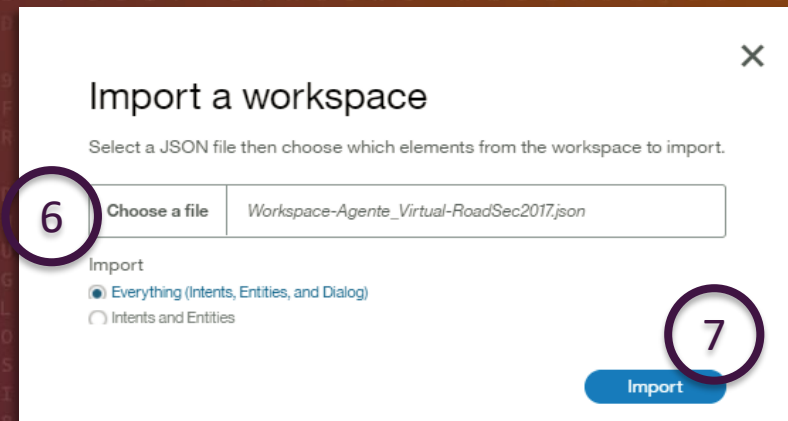 Import a workspace
Select a JSON file then choose which elements from the workspace to import.
6
Choose a file
Workspace-Agente_Virtual-RoadSec2017.json
Import
Everything (Intents, Entities, and Dialog)
Intents and Entities
7
Import